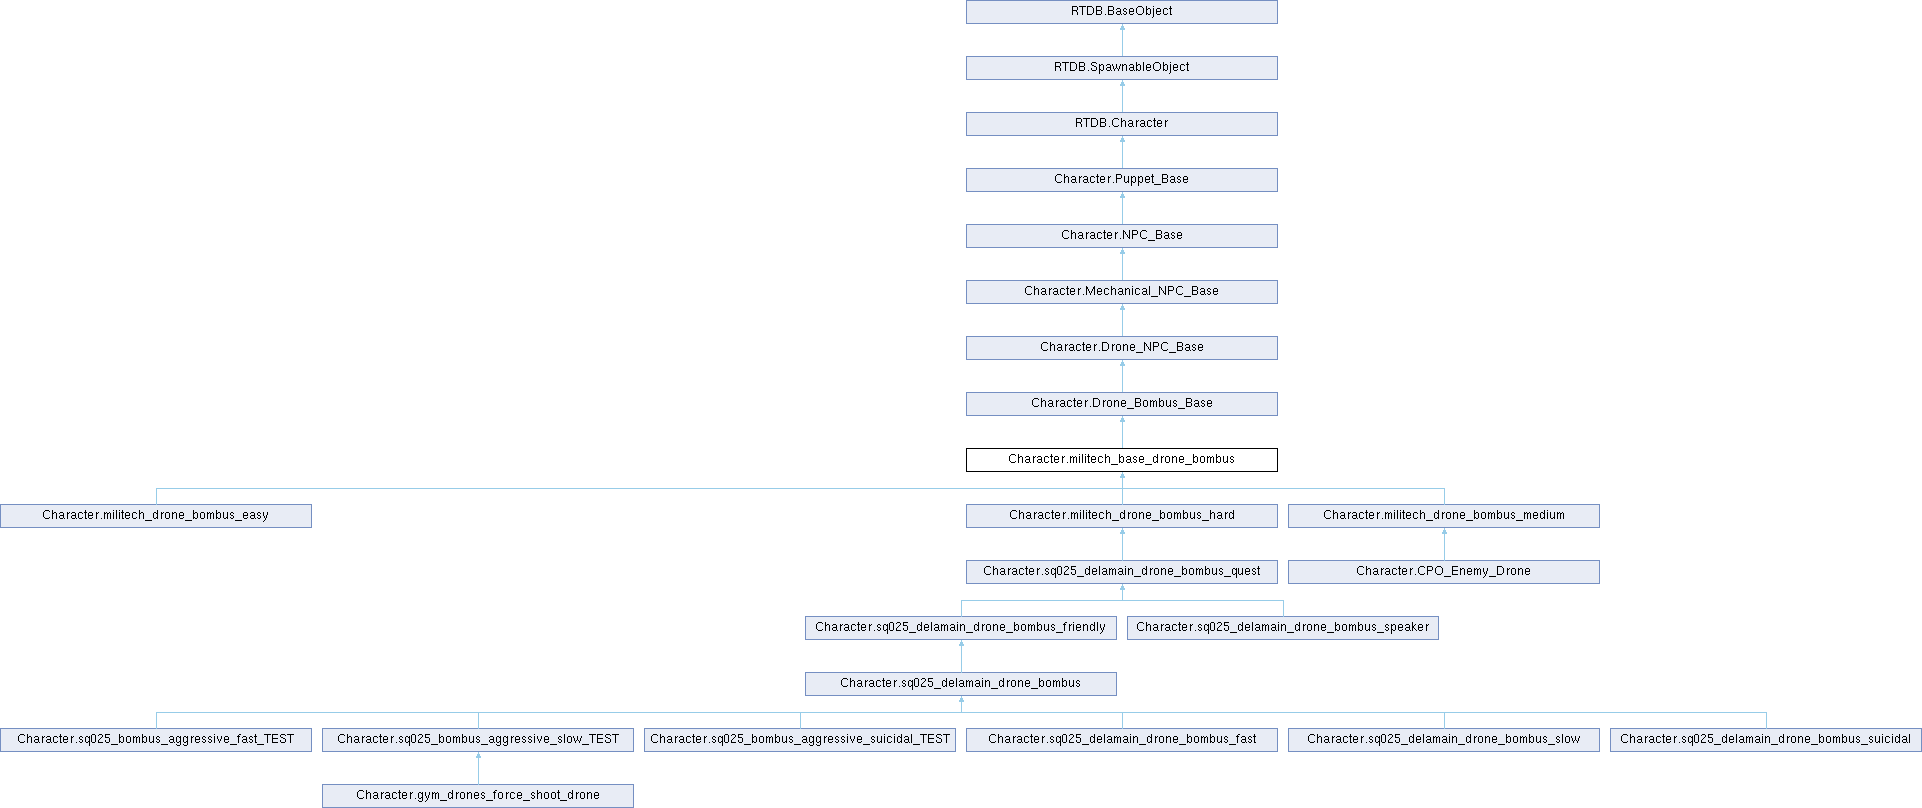 RTDB.BaseObject
RTDB.SpawnableObject
RTDB.Character
Character.Puppet_Base
Character.NPC_Base
Character.Mechanical_NPC_Base
Character.Drone_NPC_Base
Character.Drone_Bombus_Base
Character.militech_base_drone_bombus
Character.militech_drone_bombus_easy
Character.militech_drone_bombus_hard
Character.militech_drone_bombus_medium
Character.sq025_delamain_drone_bombus_quest
Character.CPO_Enemy_Drone
Character.sq025_delamain_drone_bombus_friendly
Character.sq025_delamain_drone_bombus_speaker
Character.sq025_delamain_drone_bombus
Character.sq025_bombus_aggressive_fast_TEST
Character.sq025_bombus_aggressive_slow_TEST
Character.sq025_bombus_aggressive_suicidal_TEST
Character.sq025_delamain_drone_bombus_fast
Character.sq025_delamain_drone_bombus_slow
Character.sq025_delamain_drone_bombus_suicidal
Character.gym_drones_force_shoot_drone